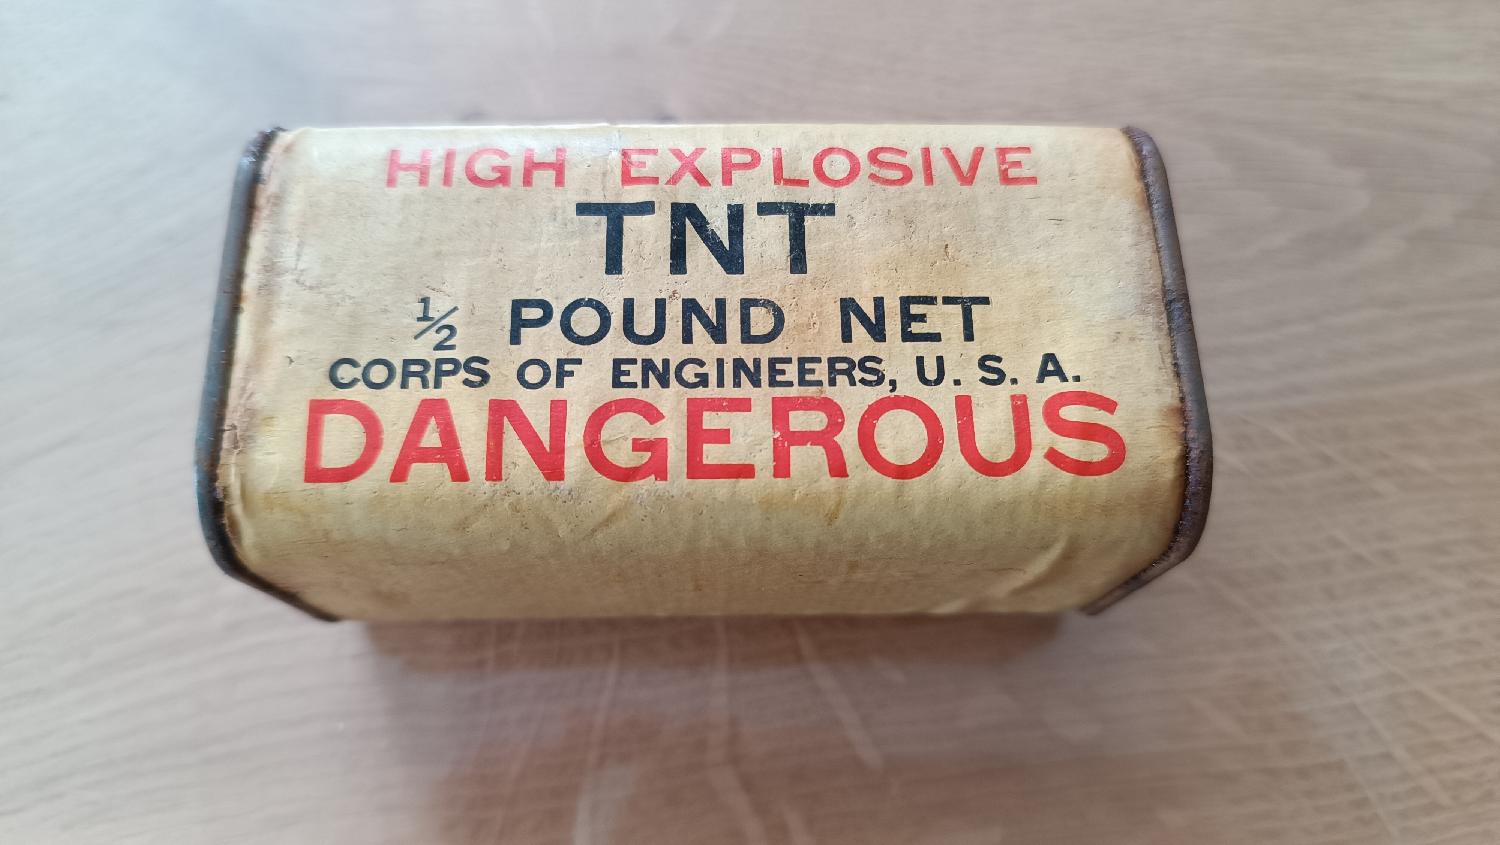 HIGH EXPLOSIVE
TNT
½ POUND NET
CORPS OF ENGINEERS, U. S. A.
DANGEROUS